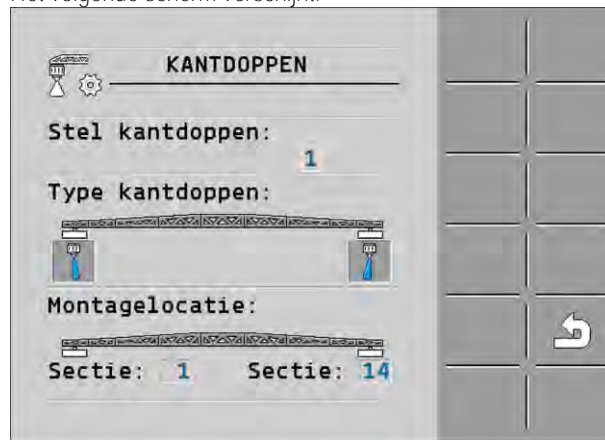 Het volgende scherm verschijnt:
KANTDOPPEN
Stel kantdoppen:
1
Type kantdoppen:
Montagelocatie:
Sectie: 1 Sectie: 14